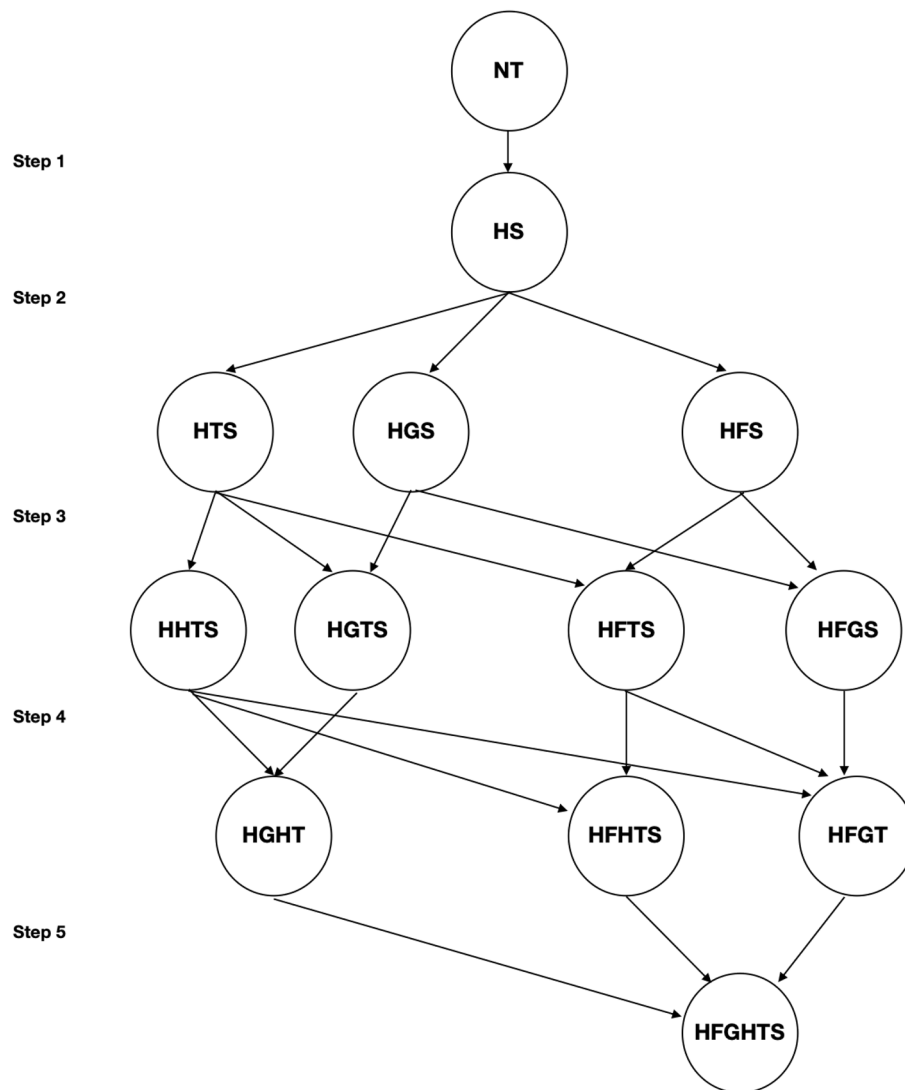 NT
Step 1
HS
Step 2
HTS
HGS
HFS
Step 3
HHTS
HGTS
HFTS
HFGS
Step 4
HGHT
HFHTS
HFGT
Step 5
HFGHTS